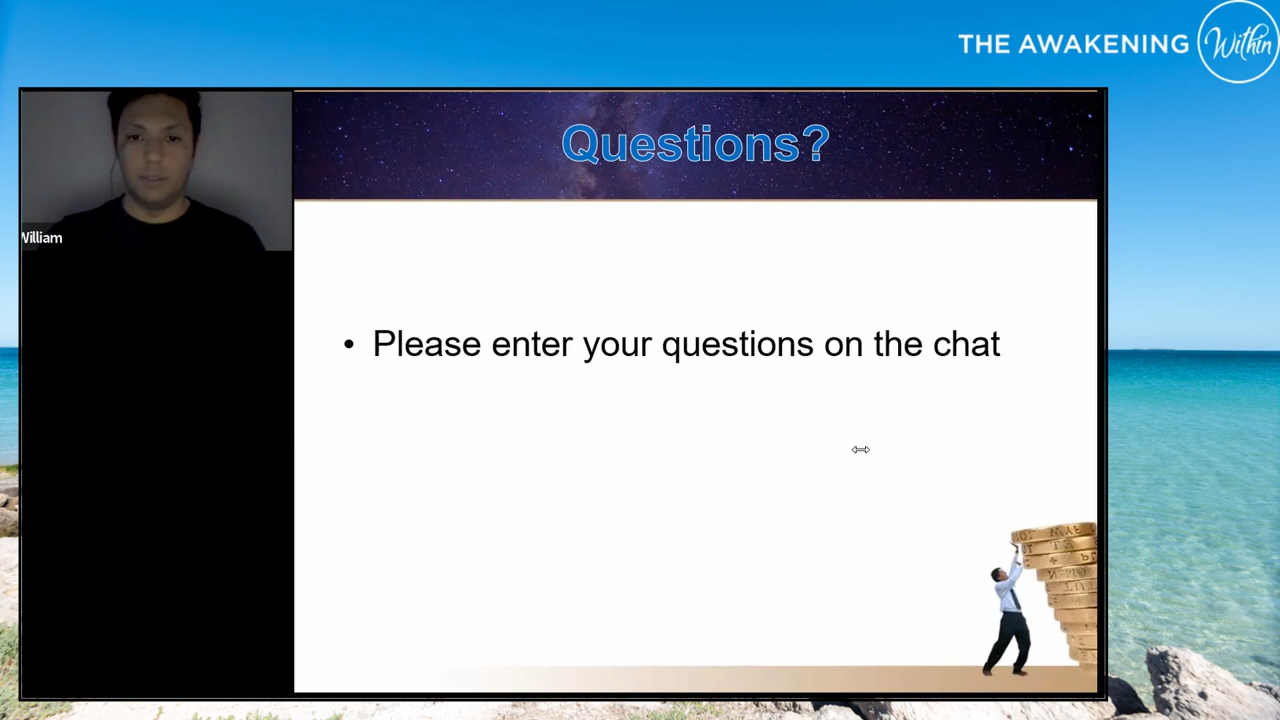 THE AWAKENING Within
Questions?
William
• Please enter your questions on the chat